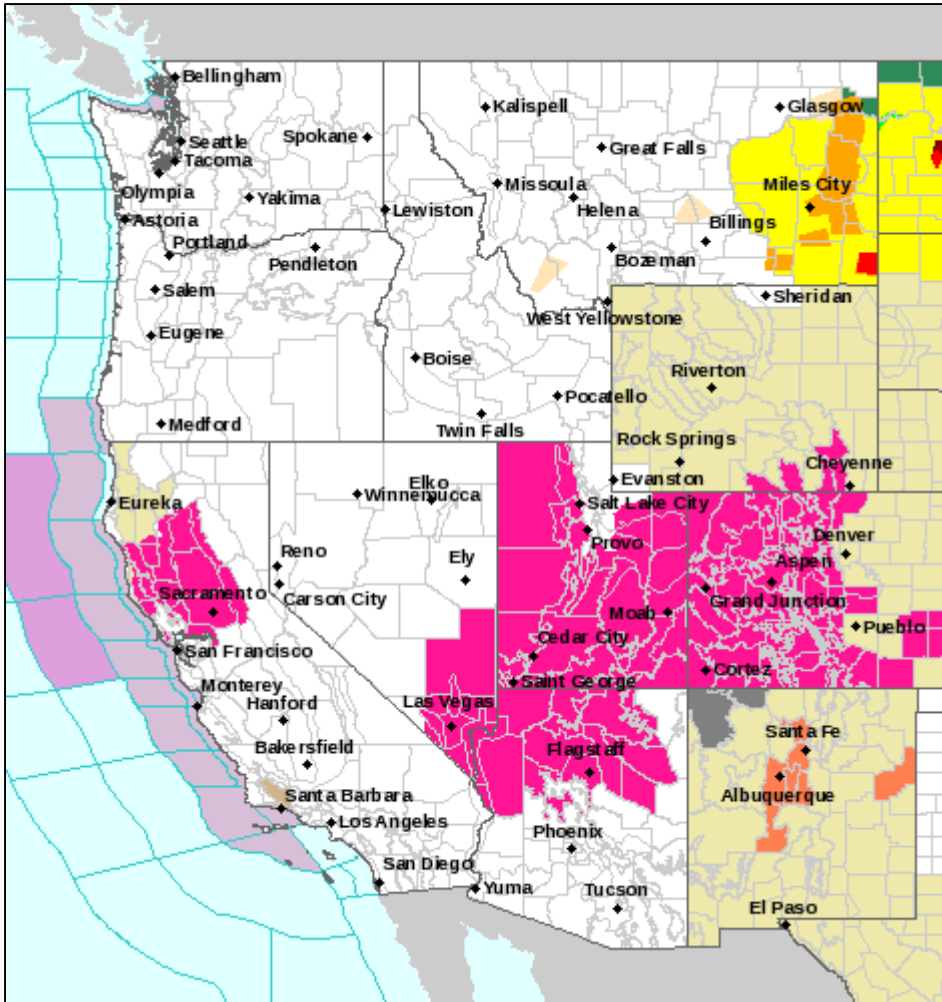 Bellingham
Kalispell
Glasgow
Seattle
Spokane
Great Falls
Tacoma
Olympia
Missoula
Miles City
Yakima
Helena
Lewiston
Astoria
Billings
Portland
Pendleton
Bozeman
Salem
Sheridan
West Yellowstone
Eugene
Boise
Riverton
Pocatello
Medford
Twin Falls
Rock Springs
Cheyenne
Elko
Evanston
Winnemucca
Eureka
Salt Lake City
Provo
Denver
Reno
Ely
Aspen
Sacramento
Carson City
Moab
Grand Junction
Pueblo
Cedar City
San Francisco
Cortez
Saint George
Monterey
Hanford
Las Vegas
Santa Fe
Bakersfield
Flagstaff
Albuquerque
Santa Barbara
Los Angeles
Phoenix
San Diego
Yuma
Tucson
El Paso